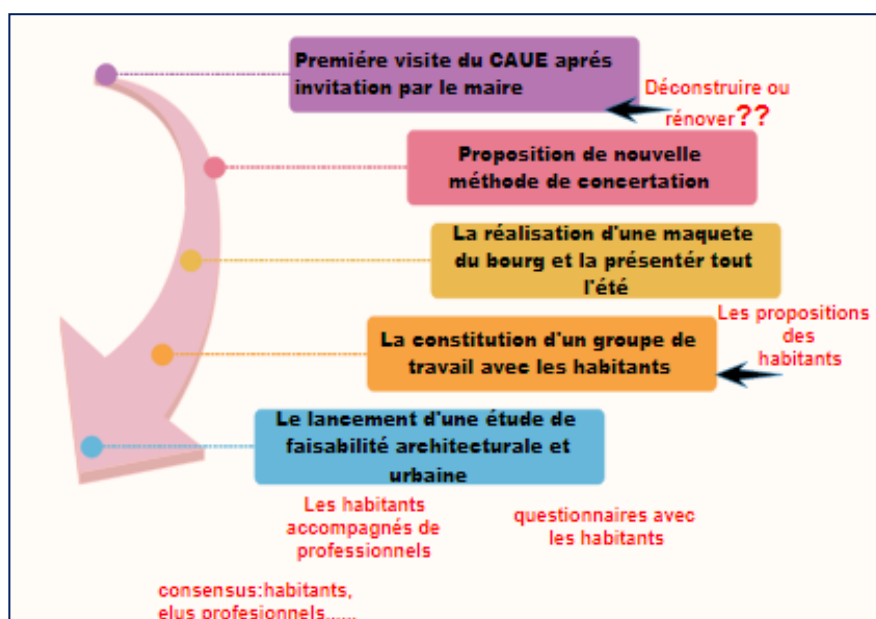 Premiére visite du CAUE aprés
invitation par le maire
Déconstruire ou
rénover??
Proposition de nouvelle
méthode de concertation
La réalisation d'une maquete
du bourg et la présentér tout
l'été
Les propositions
des
habitants
La constitution d'un groupe de
travail avec les habitants
Le lancement d'une étude de
faisabilité architecturale et
urbaine
Les habitants
accompagnés de
professionnels
questionnaires avec
les habitants
consensus:habitants,
elus profesionnels......